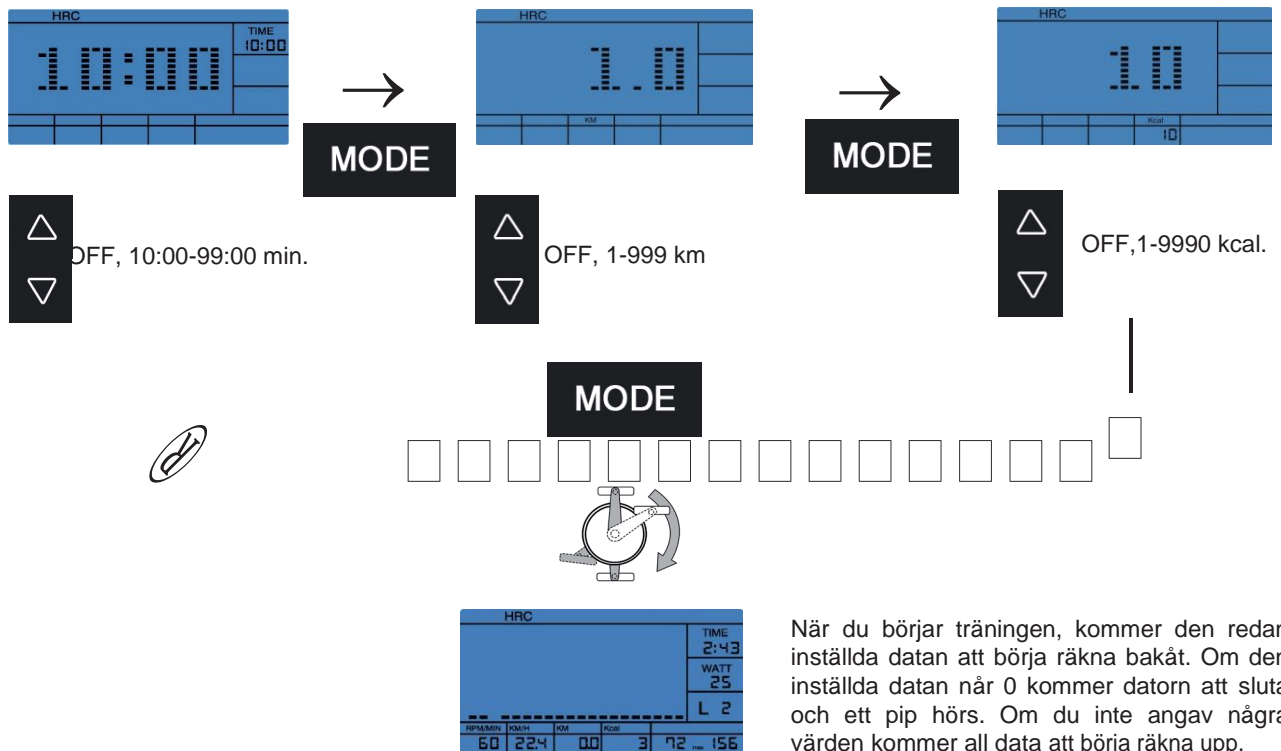 HRC
TIME
10:00
10:00
MODE
OFF, 10:00-99:00 min.
HRC
1.0
KM
MODE
OFF, 1-999 km
HRC
10
Kcal
10
OFF,1-9990 kcal.
MODE
HRC
TIME
2:43
WATT
25
L 2
RPM/MIN KM/H KM Kcal
60 22.4 0.0 3 72 156
När du börjar träningen, kommer den redan
inställda datan att börja räkna bakåt. Om den
inställda datan når 0 kommer datorn att sluta
och ett pip hörs. Om du inte angav några
värden kommer all data att börja räkna upp.